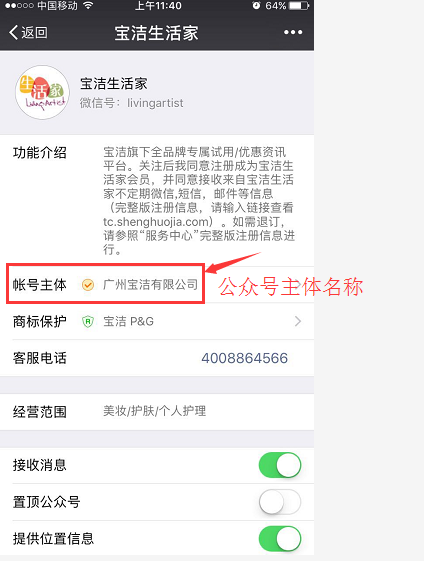 中国移动 上午11:40 64%
返回 宝洁生活家
生活家
LivingArtist
宝洁生活家
微信号: livingartist
功能介绍 宝洁旗下全品牌专属试用/优惠资讯
平台。关注后我同意注册成为宝洁生
活家会员，并同意接收来自宝洁生活
家不定期微信,短信，邮件等信息
（完整版注册信息，请输入链接查看
tc.shenghuojia.com）。如需退订，
请参照“服务中心”完整版注册信息进
行。
帐号主体 广州宝洁有限公司
公众号主体名称
商标保护 R 宝洁 P&G
客服电话 4008864566
经营范围 美妆/护肤/个人护理
接收消息
置顶公众号
提供位置信息